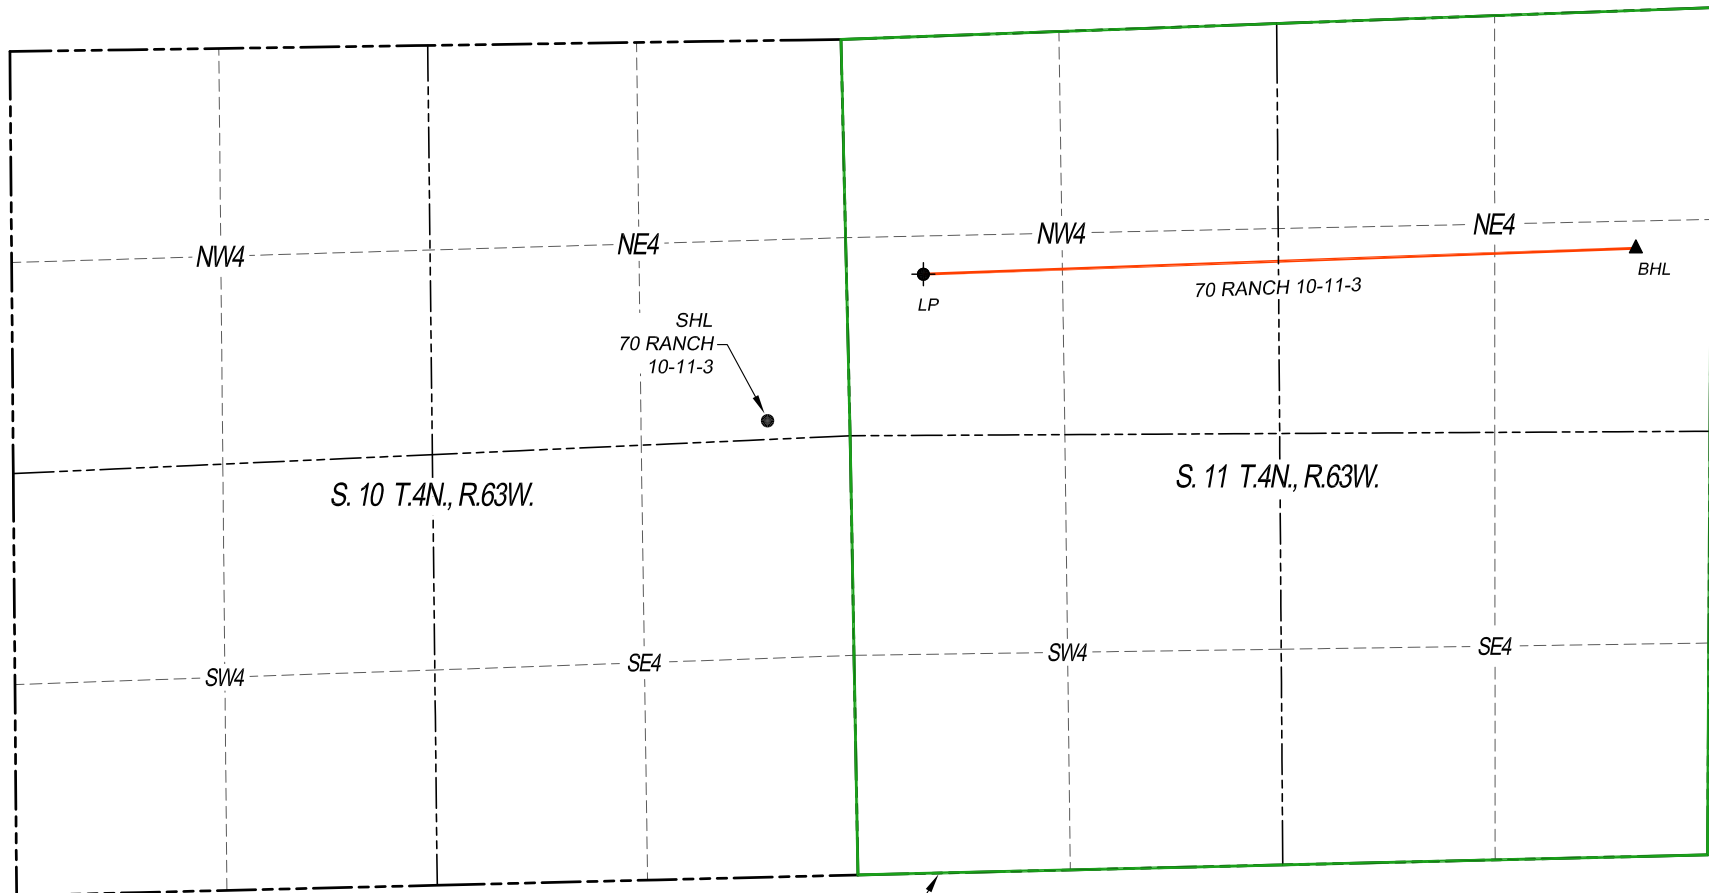 NW4
NE4
NW4
NE4
SHL
70 RANCH
10-11-3
LP
70 RANCH 10-11-3
BHL
S. 10 T.4N., R.63W.
S. 11 T.4N., R.63W.
SW4
SE4
SW4
SE4